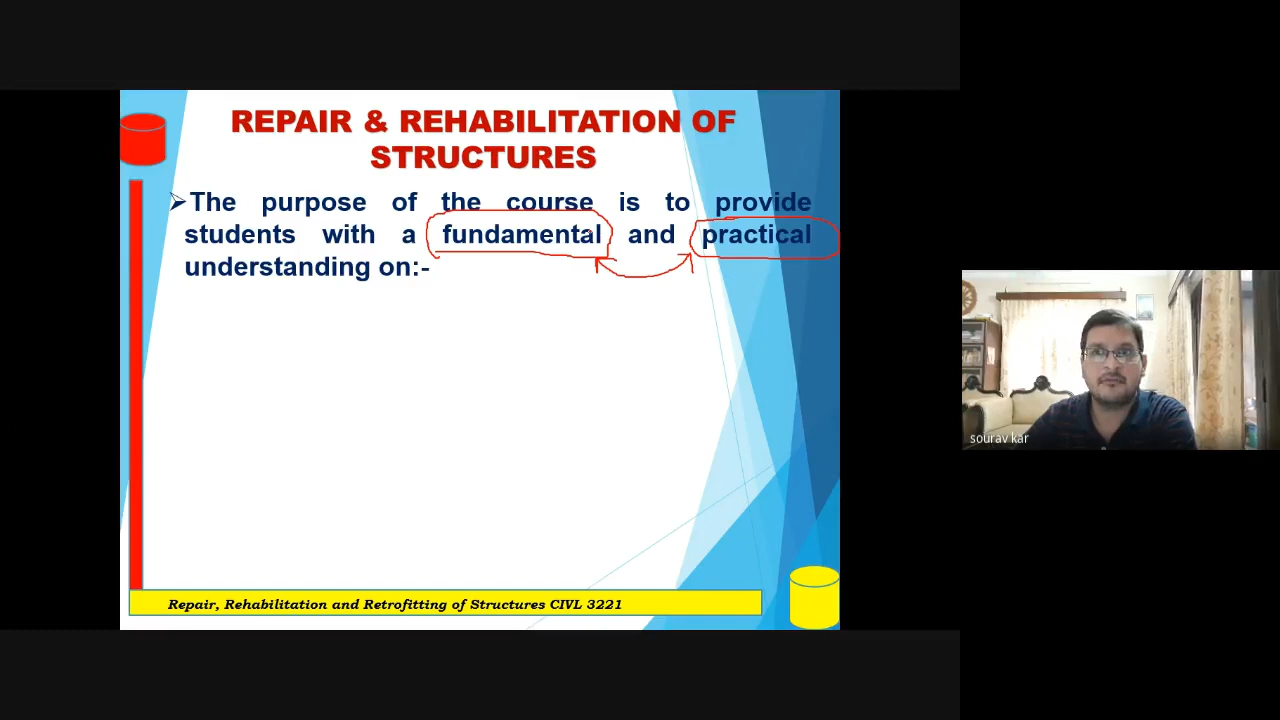 REPAIR & REHABILITATION OF
STRUCTURES
➢The purpose of the course is to provide
students with a fundamental and practical
understanding on:-
sourav kar
Repair, Rehabilitation and Retrofitting of Structures CIVL 3221